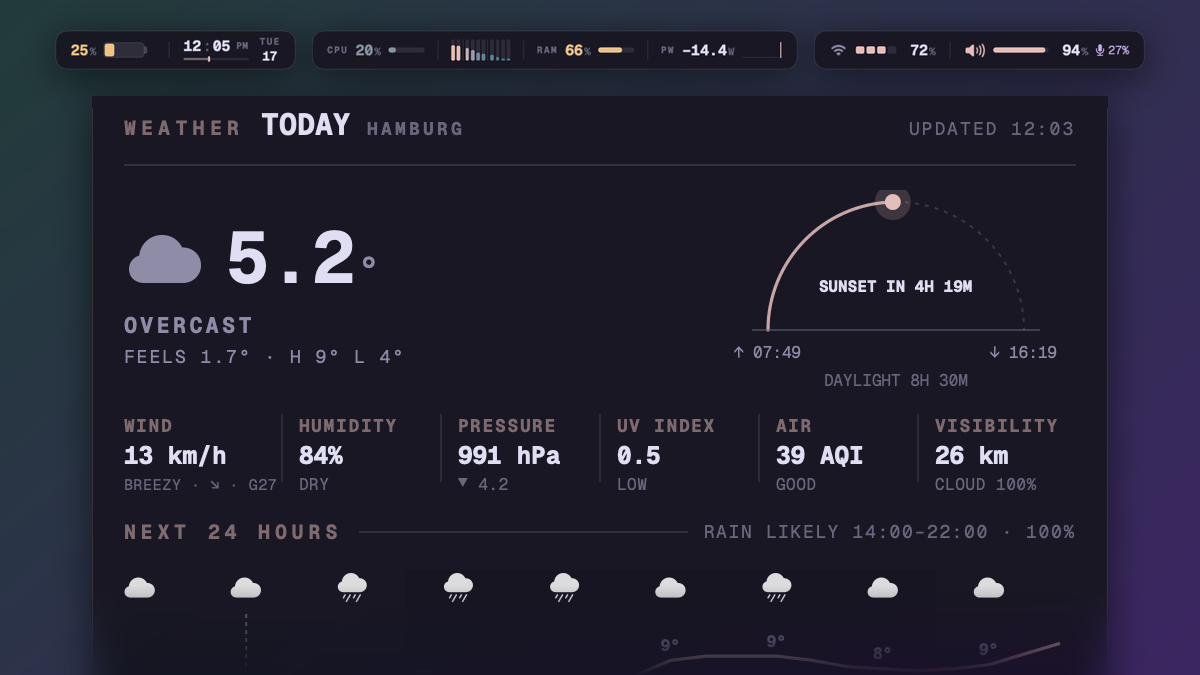 25% 12:05 PM TUE 17 CPU 20% RAM 66% PW -14.4W 72% 94% 27%
WEATHER TODAY HAMBURG UPDATED 12:03
5.2°
SUNSET IN 4H 19M
OVERCAST
FEELS 1.7° · H 9° L 4°
↑ 07:49 ↓ 16:19
DAYLIGHT 8H 30M
WIND HUMIDITY PRESSURE UV INDEX AIR VISIBILITY
13 km/h 84% 991 hPa 0.5 39 AQI 26 km
BREEZY · ↘ · G27 DRY ▼ 4.2 LOW GOOD CLOUD 100%
NEXT 24 HOURS RAIN LIKELY 14:00–22:00 · 100%
9° 9° 8° 9°